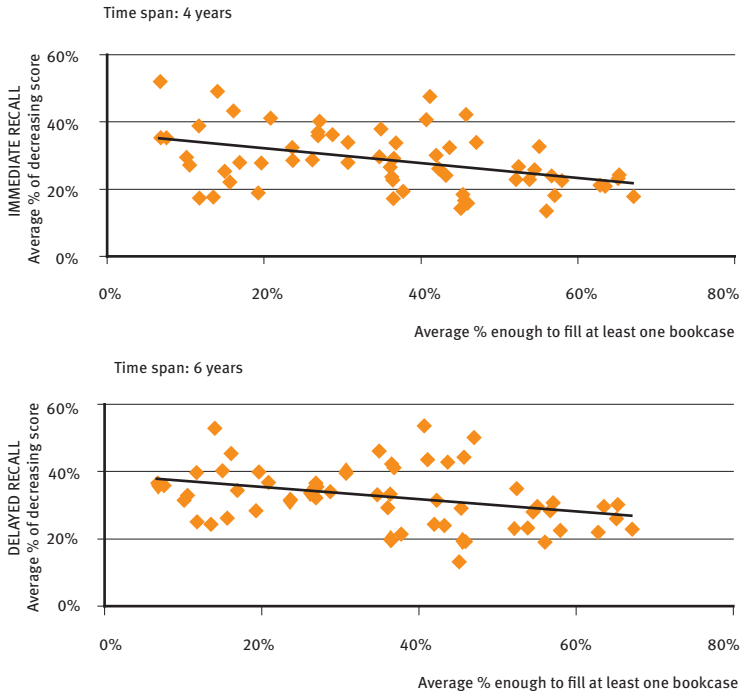 Time span: 4 years
IMMEDIATE RECALL
Average % of decreasing score
60%
40%
20%
0%
0% 20% 40% 60% 80%
Average % enough to fill at least one bookcase
Time span: 6 years
DELAYED RECALL
Average % of decreasing score
60%
40%
20%
0%
0% 20% 40% 60% 80%
Average % enough to fill at least one bookcase